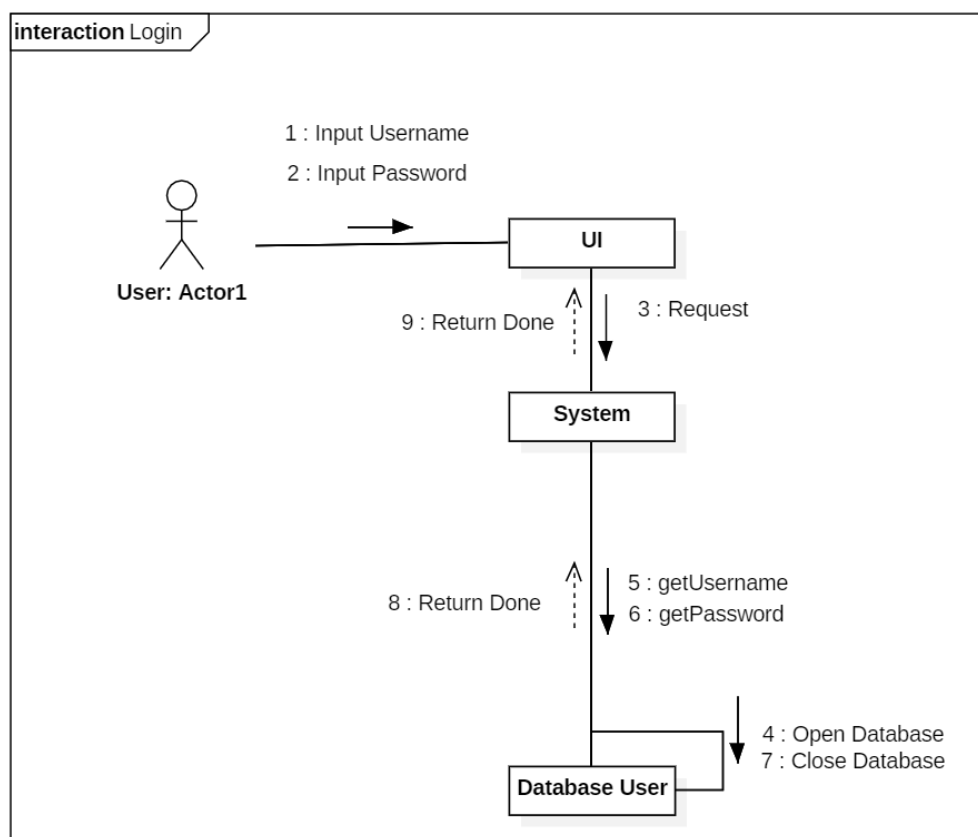 interaction Login
1 : Input Username
2 : Input Password
User: Actor1
UI
9 : Return Done
3 : Request
System
8 : Return Done
5 : getUsername
6 : getPassword
4 : Open Database
7 : Close Database
Database User